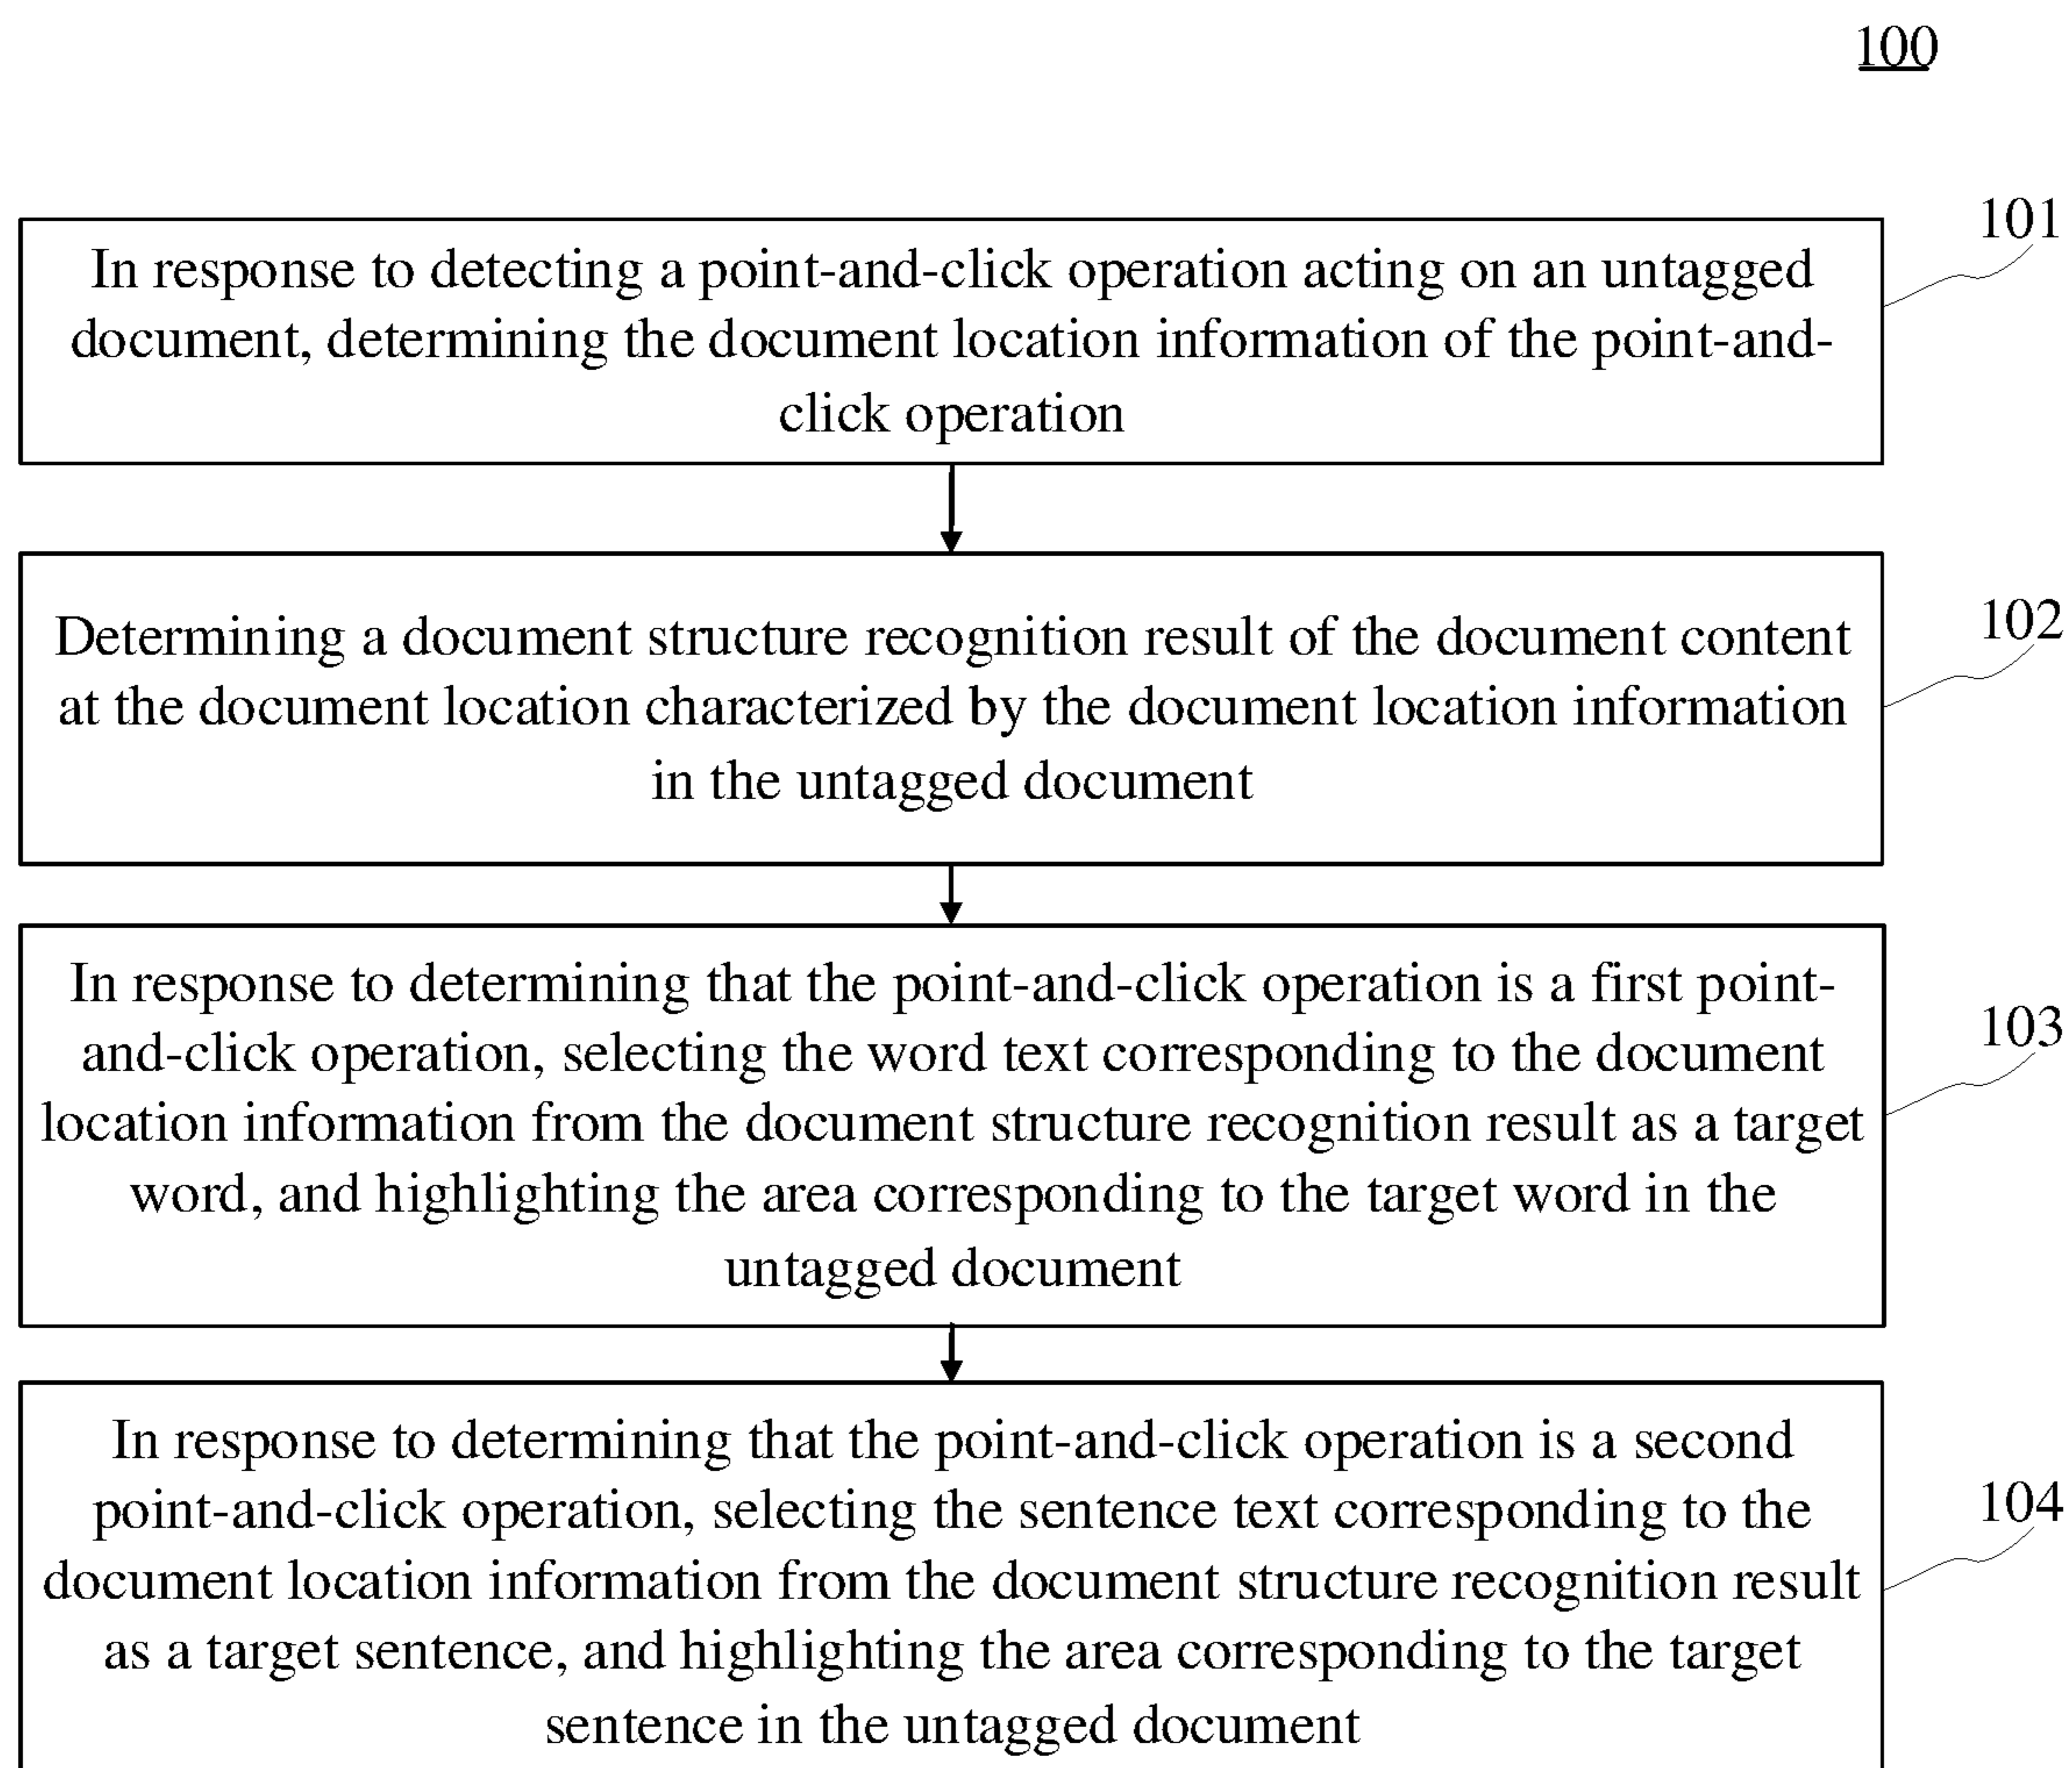 100
101
In response to detecting a point-and-click operation acting on an untagged
document, determining the document location information of the point-and-
click operation
102
Determining a document structure recognition result of the document content
at the document location characterized by the document location information
in the untagged document
103
In response to determining that the point-and-click operation is a first point-
and-click operation, selecting the word text corresponding to the document
location information from the document structure recognition result as a target
word, and highlighting the area corresponding to the target word in the
untagged document
104
In response to determining that the point-and-click operation is a second
point-and-click operation, selecting the sentence text corresponding to the
document location information from the document structure recognition result
as a target sentence, and highlighting the area corresponding to the target
sentence in the untagged document